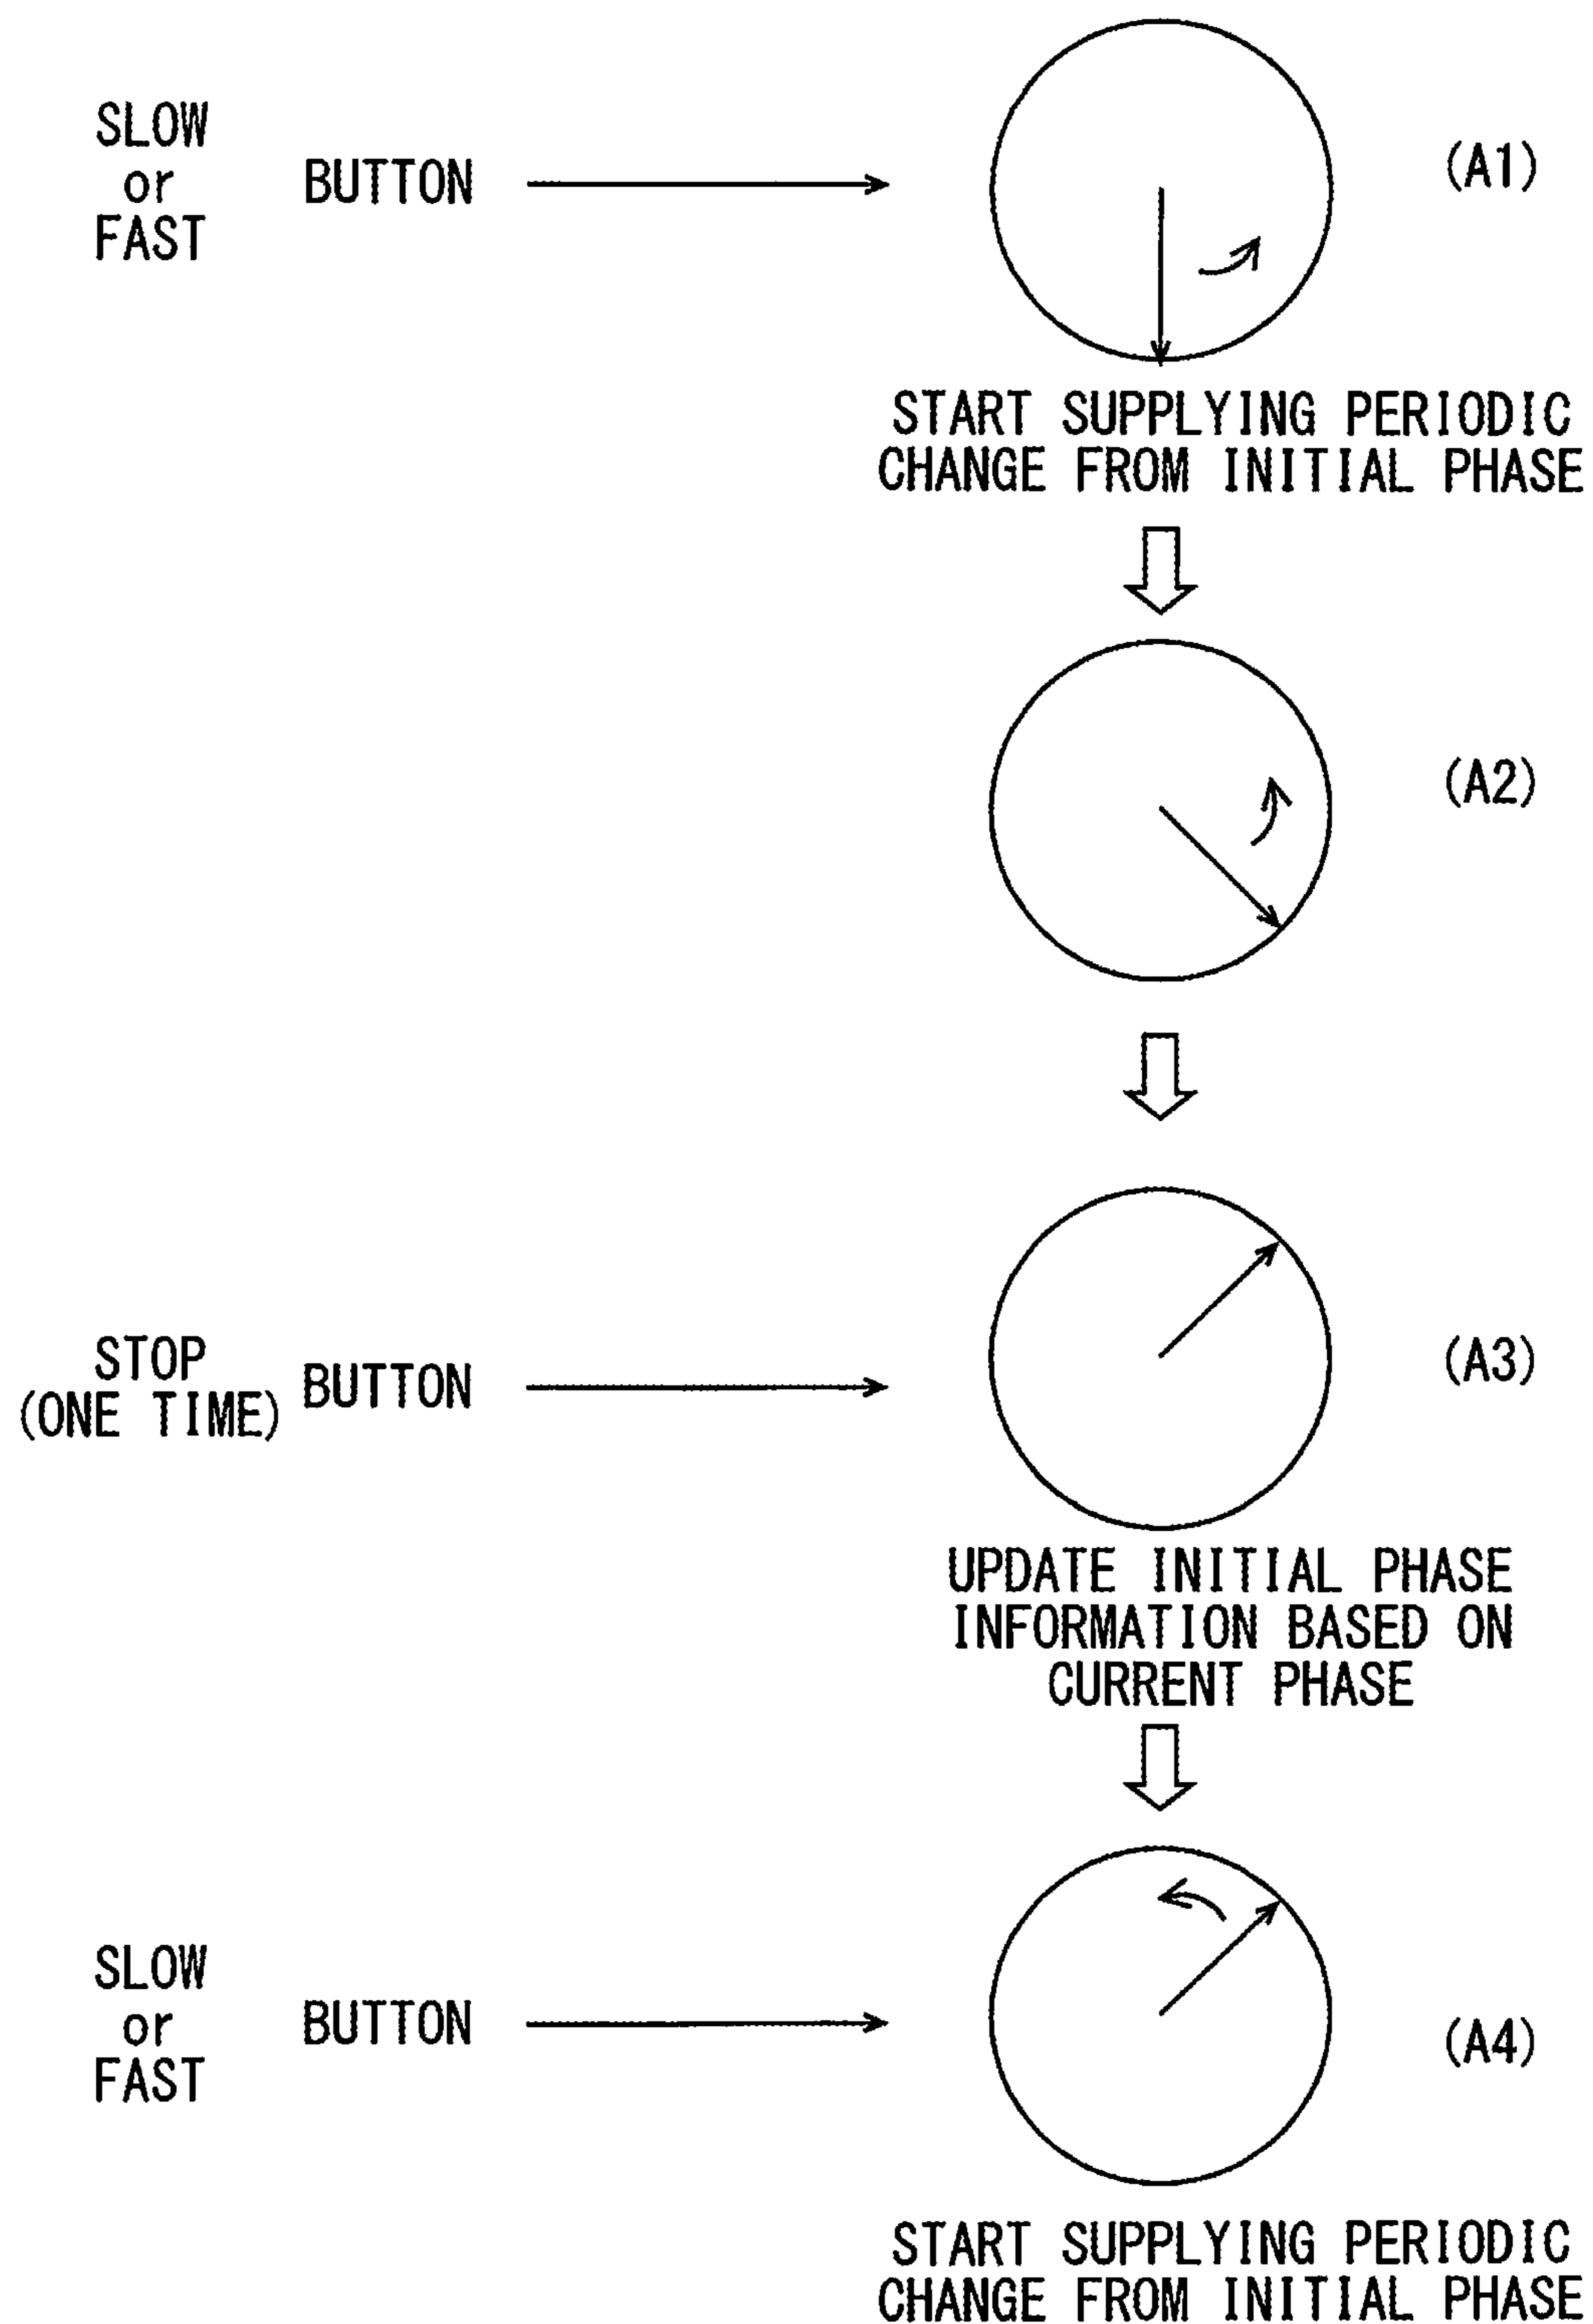 SLOW
or
FAST
BUTTON
(A1)
START SUPPLYING PERIODIC
CHANGE FROM INITIAL PHASE
(A2)
STOP
(ONE TIME)
BUTTON
(A3)
UPDATE INITIAL PHASE
INFORMATION BASED ON
CURRENT PHASE
SLOW
or
FAST
BUTTON
(A4)
START SUPPLYING PERIODIC
CHANGE FROM INITIAL PHASE